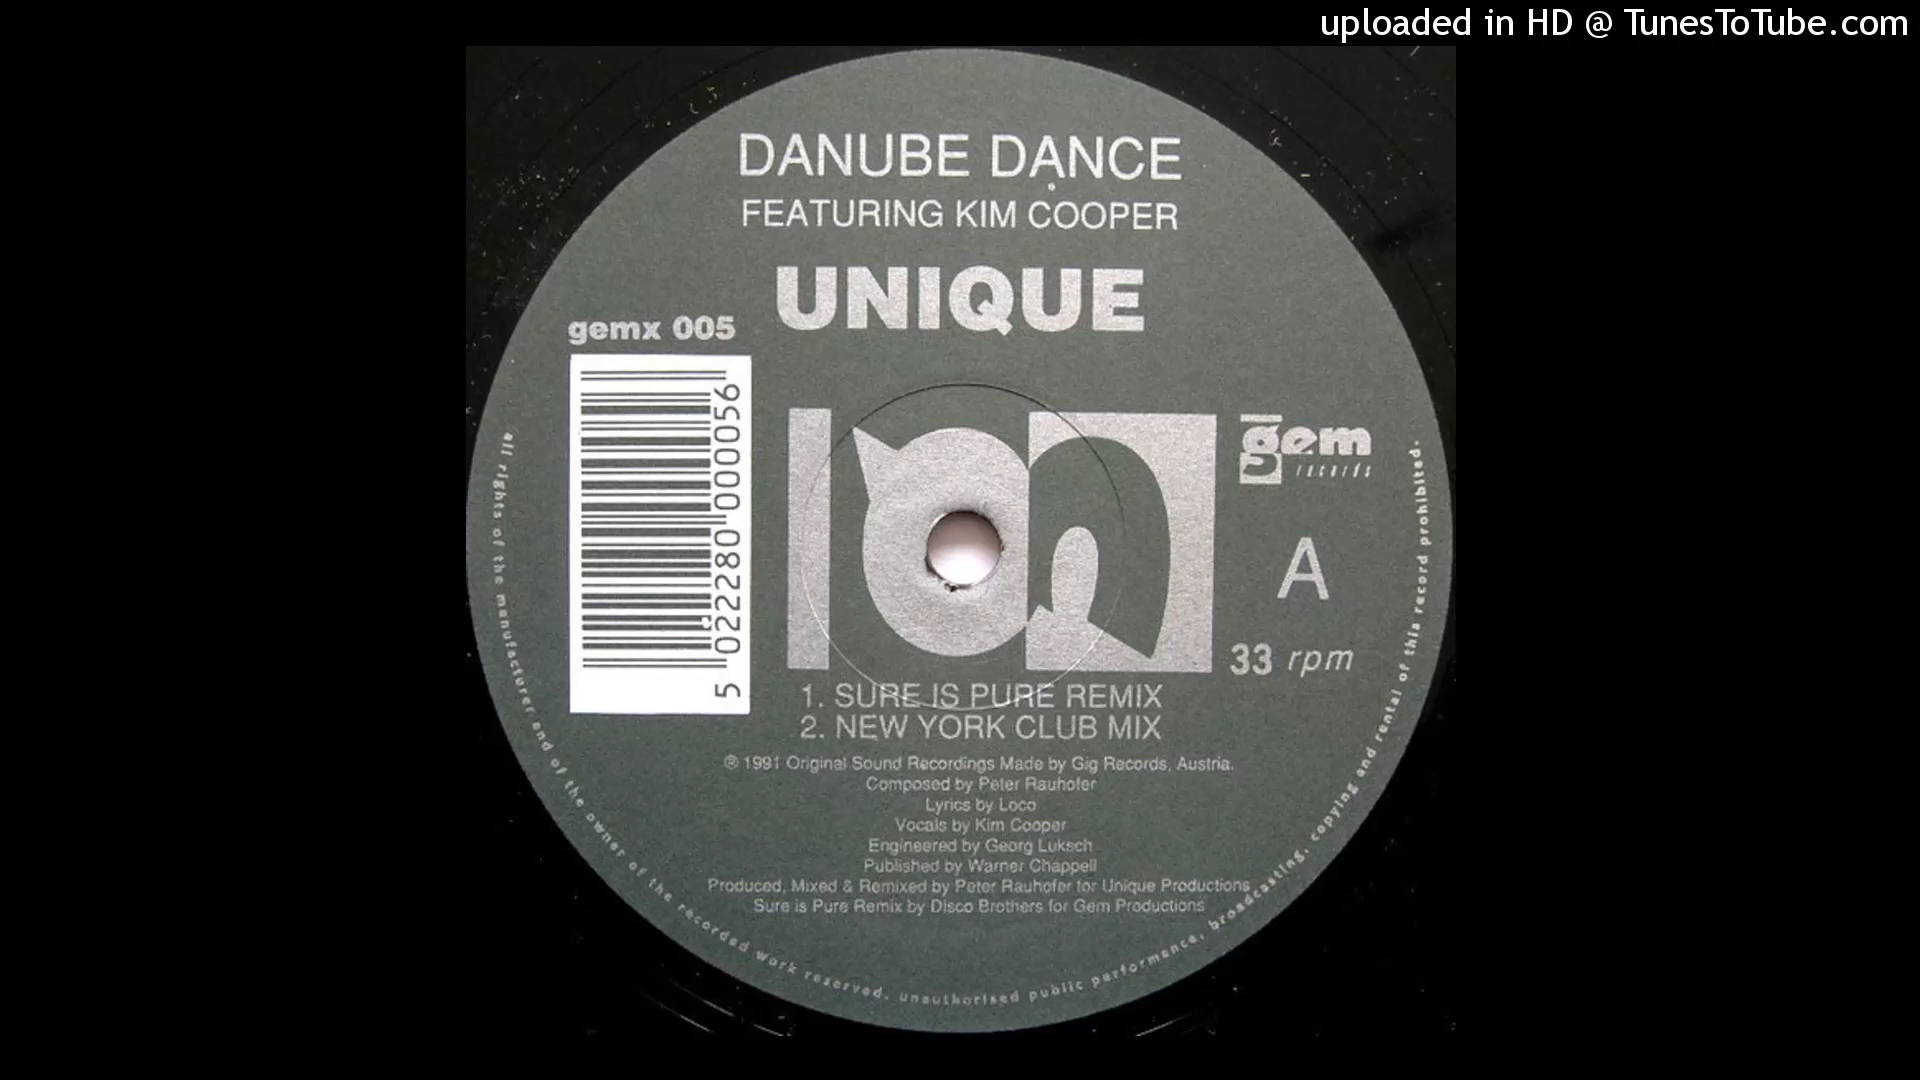 uploaded in HD @ TunesToTube.com
DANUBE DANCE
FEATURING KIM COOPER
UNIQUE
gemx 005
5 022280 000056
gem
records
A
33 rpm
1. SURE IS PURE REMIX
2. NEW YORK CLUB MIX
℗ 1991 Original Sound Recordings Made by Gig Records, Austria.
Composed by Peter Rauhofer
Lyrics by Loco
Vocals by Kim Cooper
Engineered by Georg Luksch
Published by Warner Chappell
Produced, Mixed & Remixed by Peter Rauhofer for Unique Productions
Sure is Pure Remix by Disco Brothers for Gem Productions
all rights of the manufacturer and of the owner of the recorded work reserved. unauthorised public performance, broadcasting, copying and rental of this record prohibited.